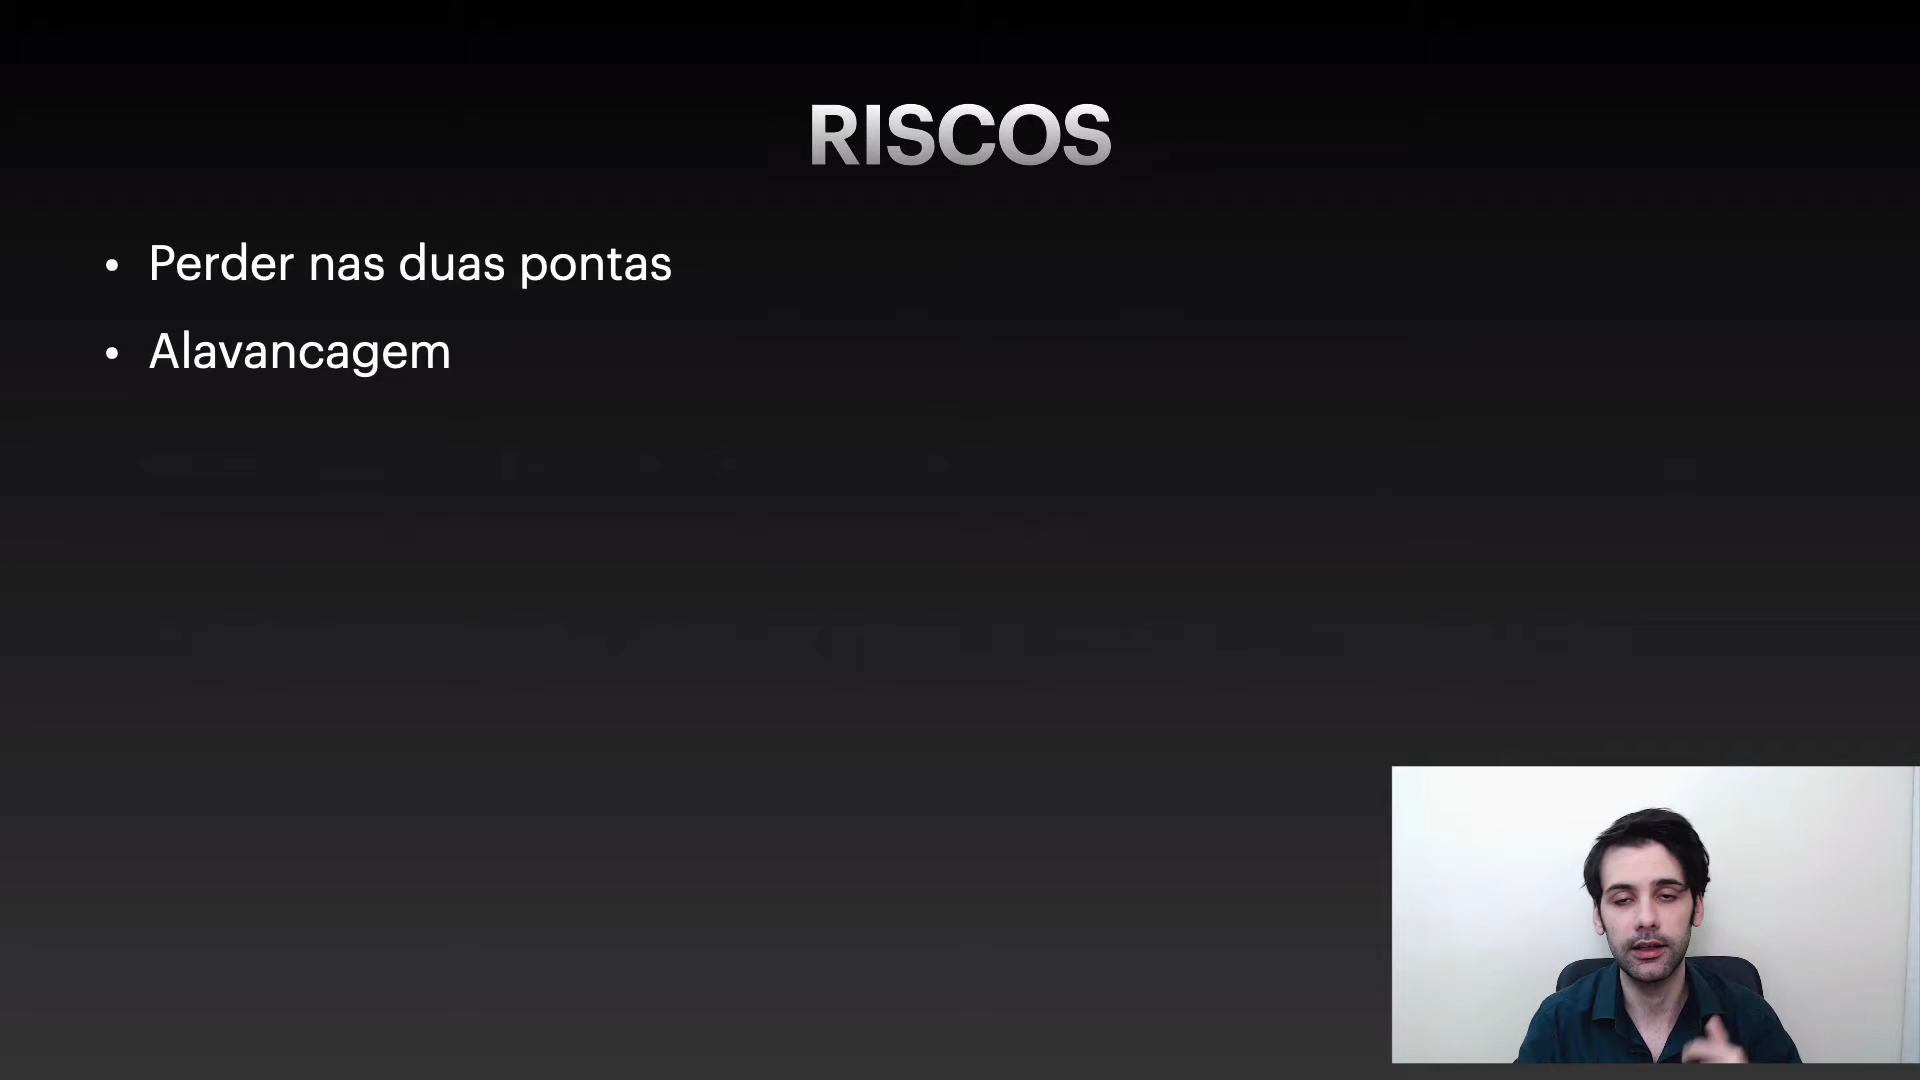 RISCOS
• Perder nas duas pontas
• Alavancagem